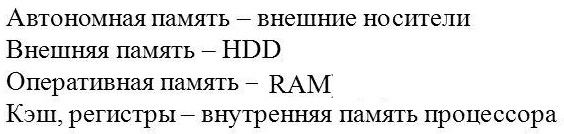 Автономная память – внешние носители
Внешняя память – HDD
Оперативная память – RAM
Кэш, регистры – внутренняя память процессора